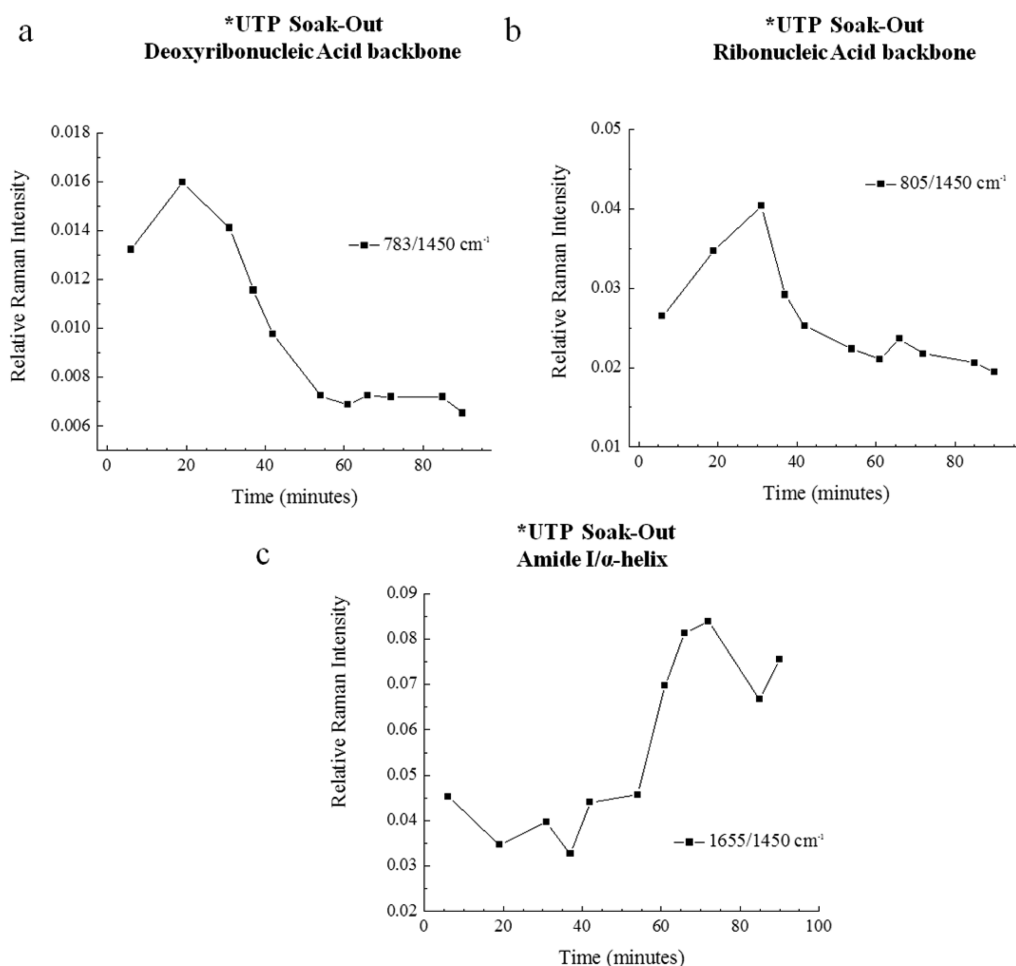 a
*UTP Soak-Out
Deoxyribonucleic Acid backbone
Relative Raman Intensity
0.018
0.016
0.014
0.012
0.010
0.008
0.006
783/1450 cm⁻¹
0 20 40 60 80
Time (minutes)
b
*UTP Soak-Out
Ribonucleic Acid backbone
Relative Raman Intensity
0.05
0.04
0.03
0.02
0.01
805/1450 cm⁻¹
0 20 40 60 80
Time (minutes)
c
*UTP Soak-Out
Amide I/α-helix
Relative Raman Intensity
0.09
0.08
0.07
0.06
0.05
0.04
0.03
0.02
1655/1450 cm⁻¹
0 20 40 60 80 100
Time (minutes)